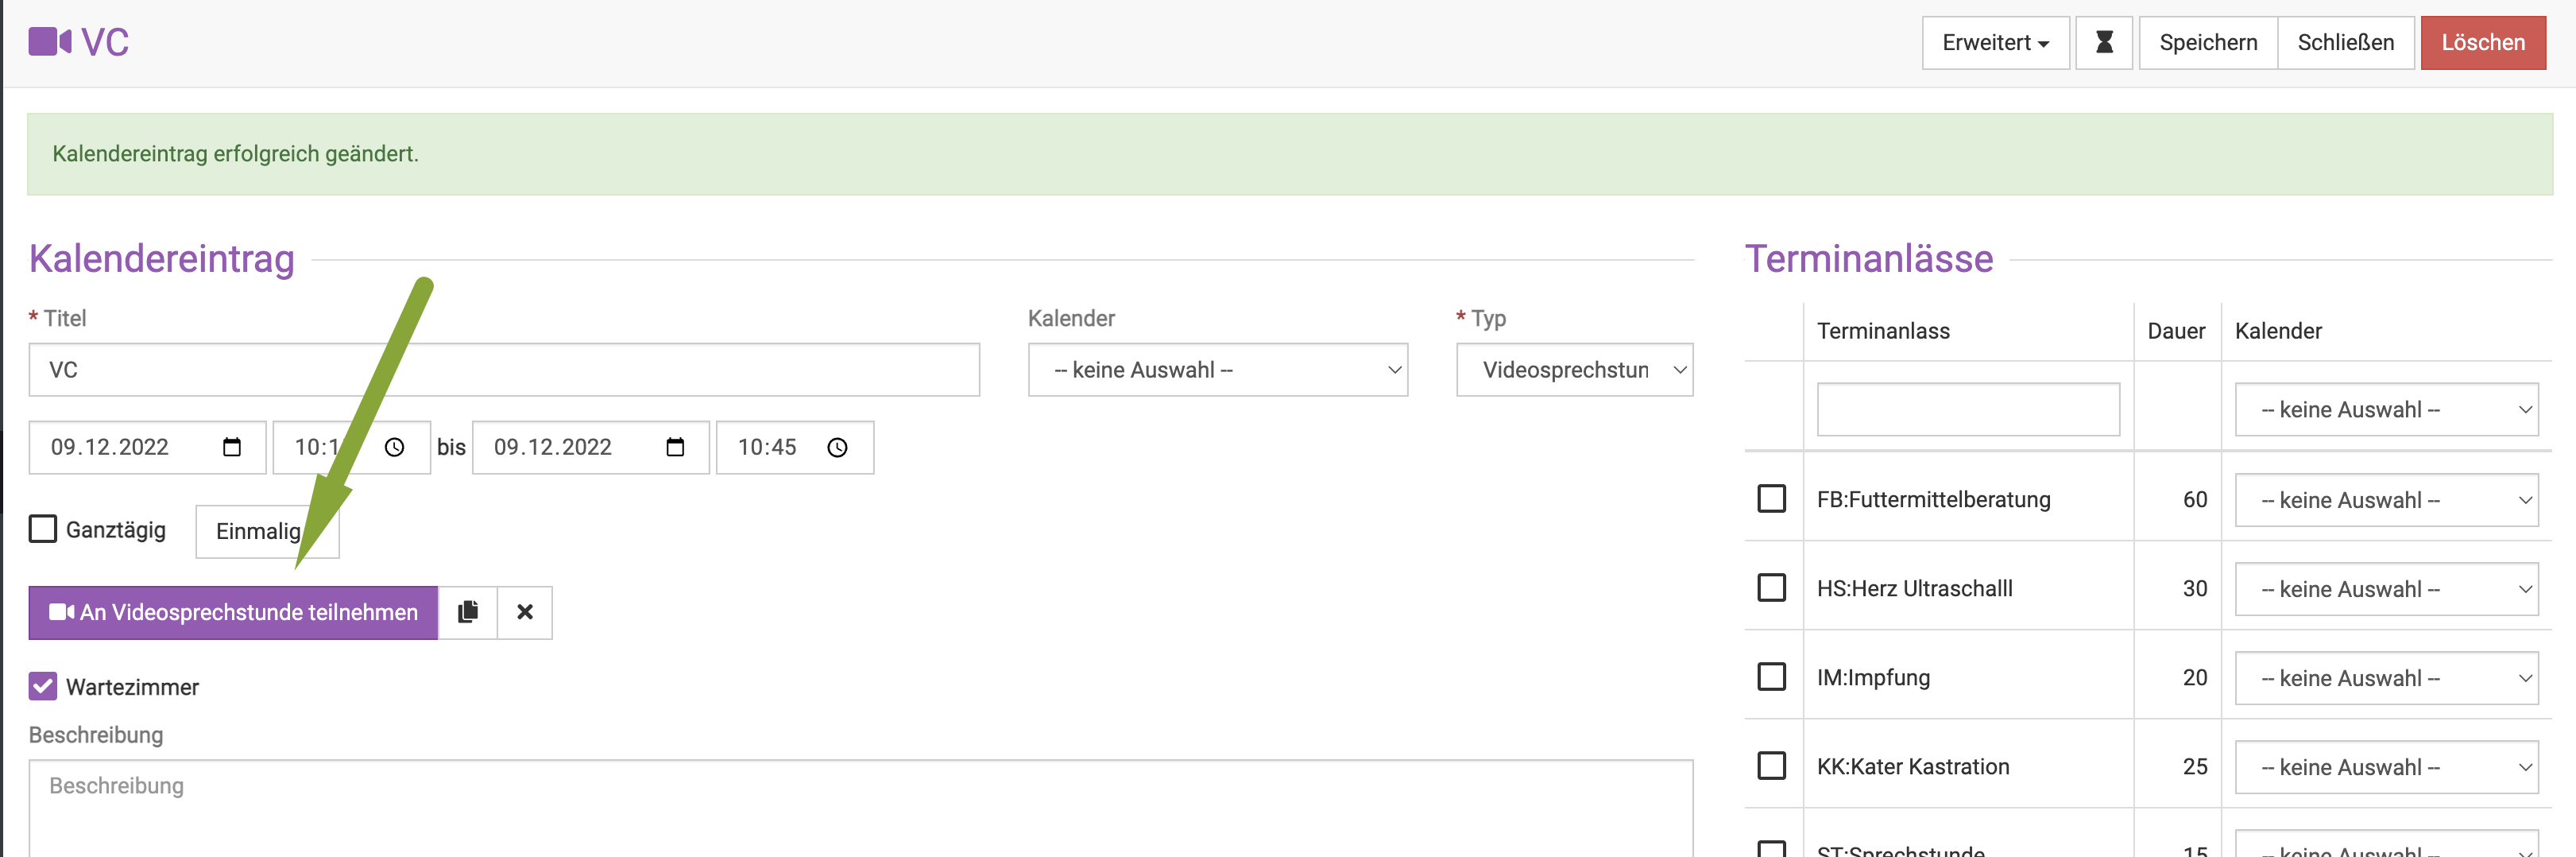 VC
Erweitert
Speichern
Schließen
Löschen
Kalendereintrag erfolgreich geändert.
Kalendereintrag
* Titel
VC
Kalender
-- keine Auswahl --
* Typ
Videosprechstun
09.12.2022
10:1
bis
09.12.2022
10:45
Ganztägig
Einmalig
An Videosprechstunde teilnehmen
Wartezimmer
Beschreibung
Beschreibung
Terminanlässe
Terminanlass Dauer Kalender
-- keine Auswahl --
FB:Futtermittelberatung 60 -- keine Auswahl --
HS:Herz Ultraschalll 30 -- keine Auswahl --
IM:Impfung 20 -- keine Auswahl --
KK:Kater Kastration 25 -- keine Auswahl --
ST:Sprechstunde 15 -- keine Auswahl --